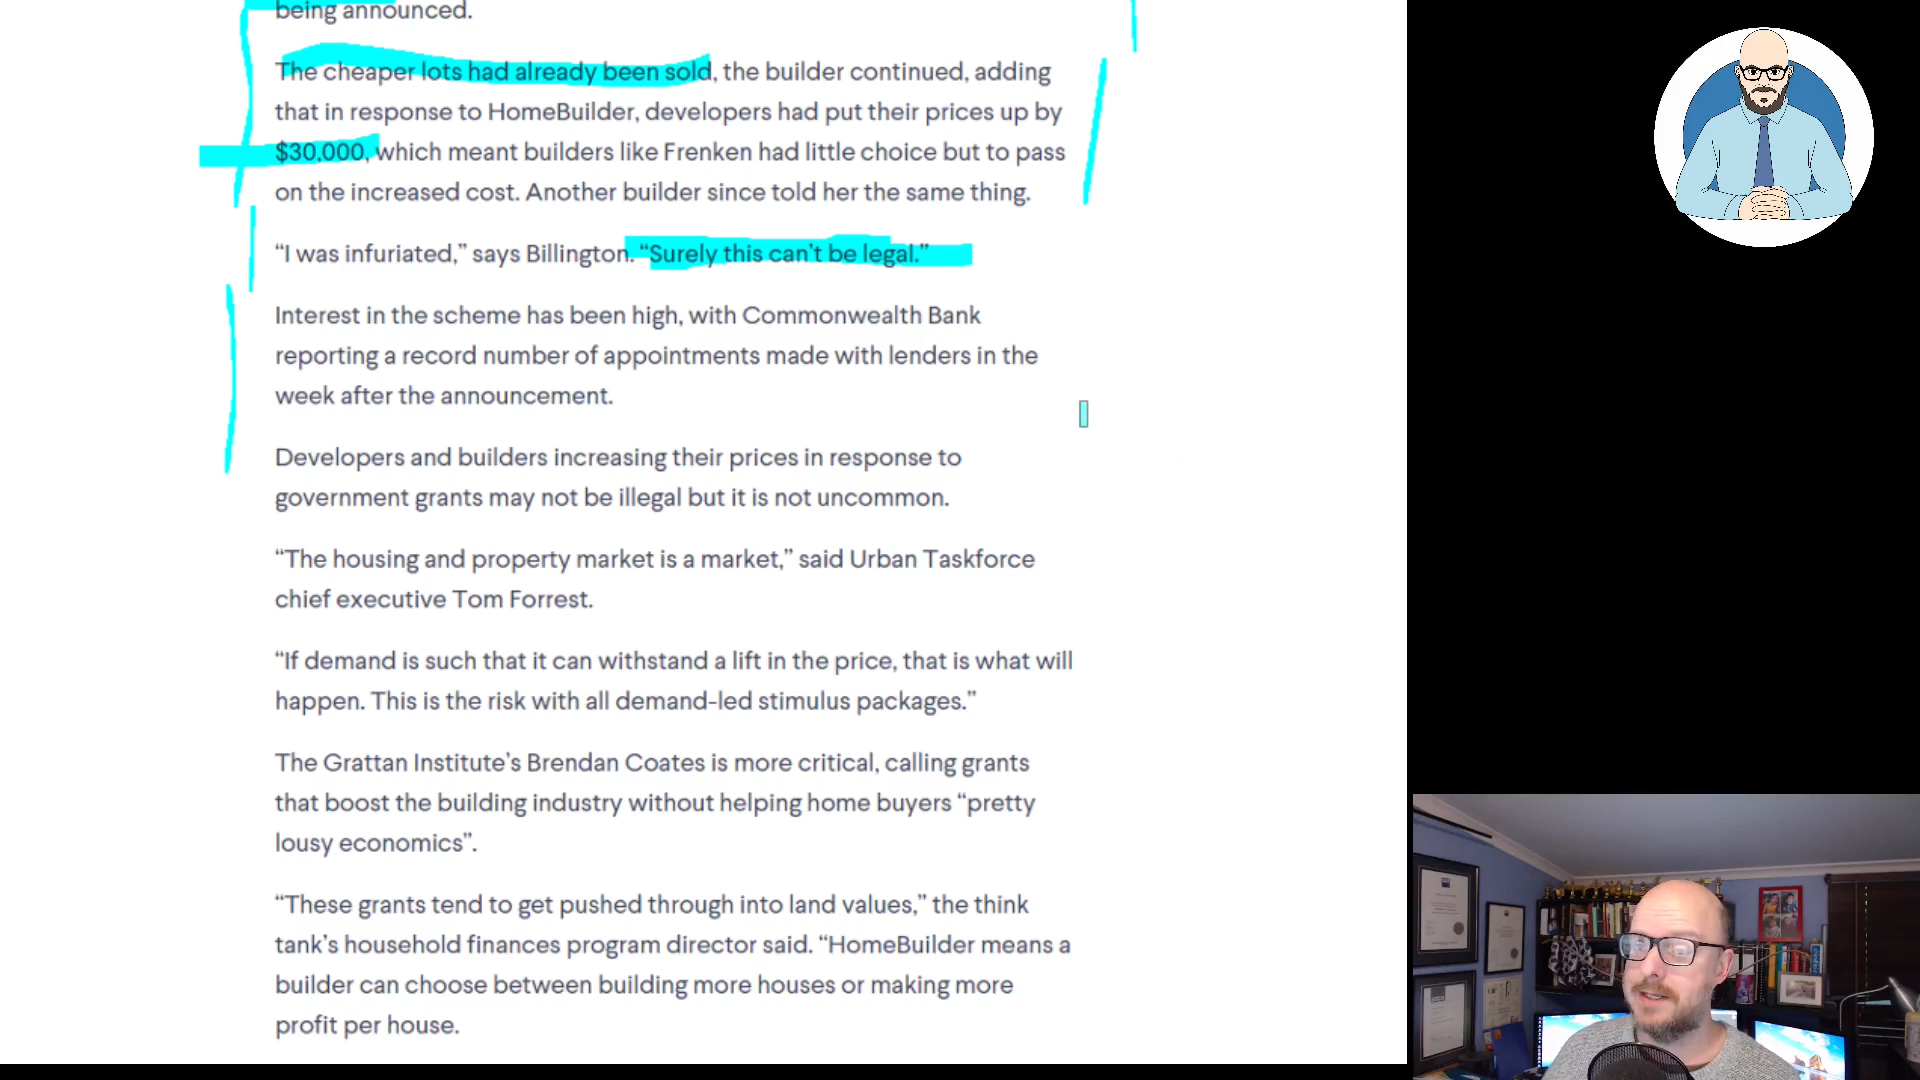 being announced.
The cheaper lots had already been sold, the builder continued, adding
that in response to HomeBuilder, developers had put their prices up by
$30,000, which meant builders like Frenken had little choice but to pass
on the increased cost. Another builder since told her the same thing.
“I was infuriated,” says Billington. “Surely this can’t be legal.”
Interest in the scheme has been high, with Commonwealth Bank
reporting a record number of appointments made with lenders in the
week after the announcement.
Developers and builders increasing their prices in response to
government grants may not be illegal but it is not uncommon.
“The housing and property market is a market,” said Urban Taskforce
chief executive Tom Forrest.
“If demand is such that it can withstand a lift in the price, that is what will
happen. This is the risk with all demand-led stimulus packages.”
The Grattan Institute’s Brendan Coates is more critical, calling grants
that boost the building industry without helping home buyers “pretty
lousy economics”.
“These grants tend to get pushed through into land values,” the think
tank’s household finances program director said. “HomeBuilder means a
builder can choose between building more houses or making more
profit per house.